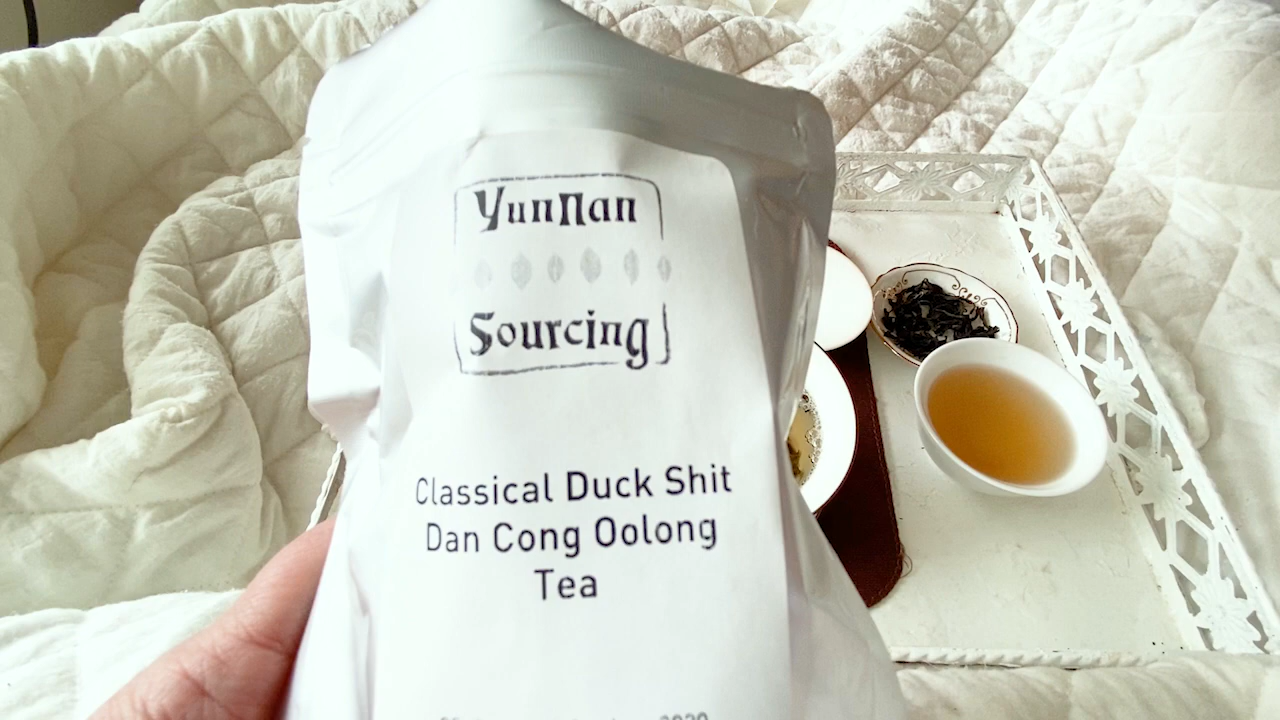 Yunnan
Sourcing
Classical Duck Shit
Dan Cong Oolong
Tea